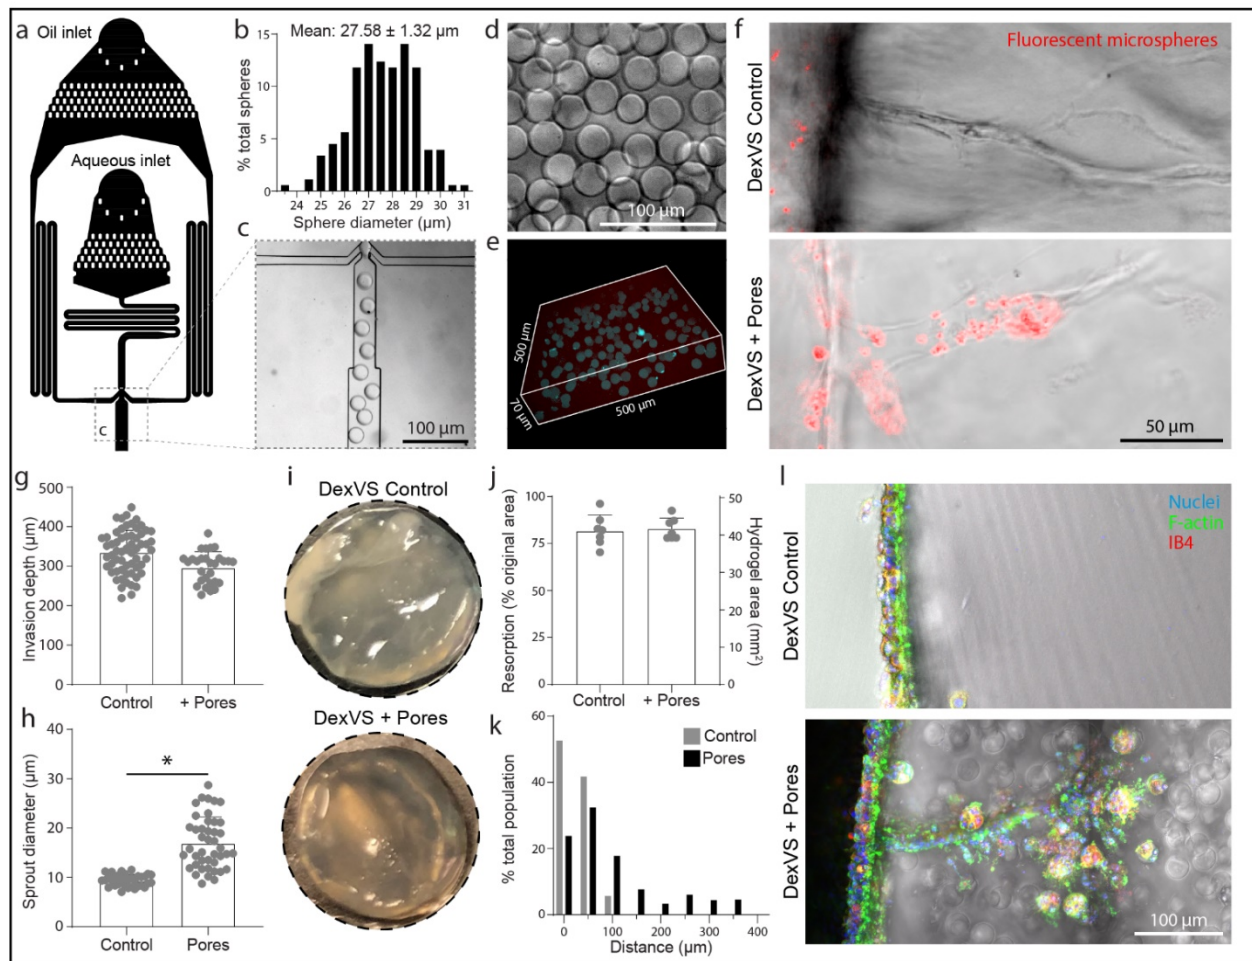 a
Oil inlet
Aqueous inlet
c
b
Mean: 27.58 ± 1.32 µm
% total spheres
15
10
5
0
24 25 26 27 28 29 30 31
Sphere diameter (µm)
c
100 µm
d
100 µm
e
500 µm
70 µm
500 µm
f
Fluorescent microspheres
DexVS Control
DexVS + Pores
50 µm
g
Invasion depth (µm)
500
400
300
200
100
0
Control + Pores
h
*
Sprout diameter (µm)
40
30
20
10
0
Control Pores
i
DexVS Control
DexVS + Pores
j
Resorption (% original area)
100
75
50
25
0
Hydrogel area (mm²)
50
40
30
20
10
0
Control + Pores
k
Control
Pores
% total population
60
40
20
0
0 100 200 300 400
Distance (µm)
l
Nuclei
F-actin
IB4
DexVS Control
DexVS + Pores
100 µm